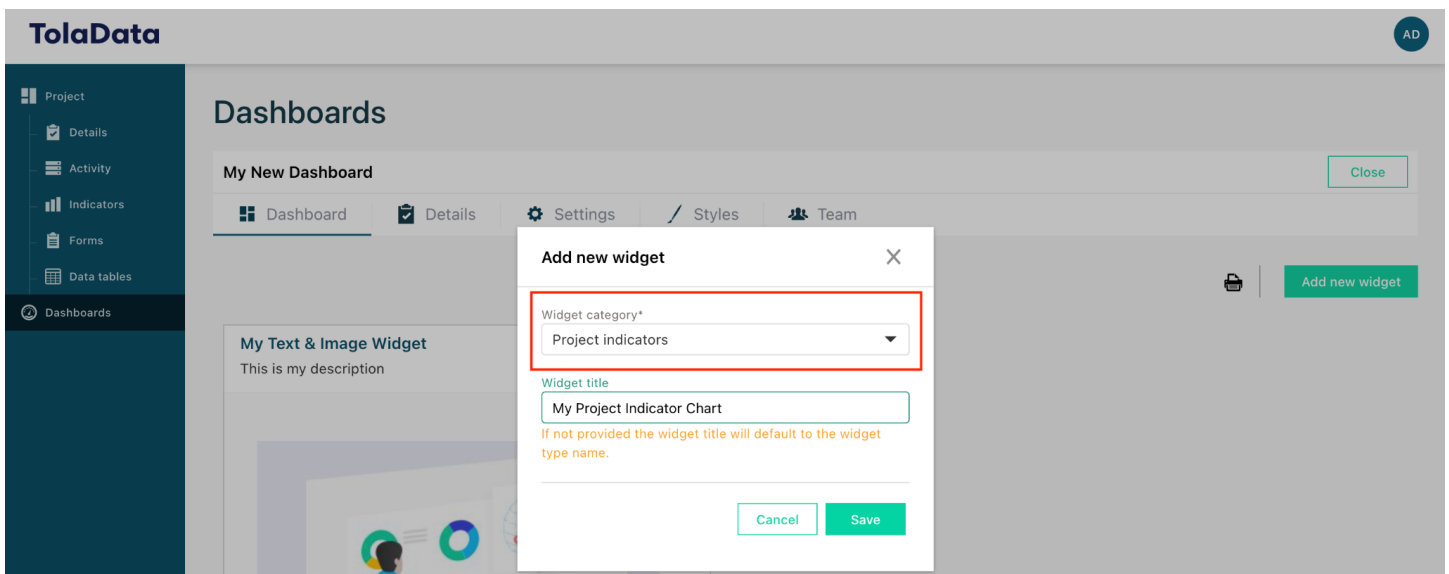 TolaData
AD
Project
Details
Activity
Indicators
Forms
Data tables
Dashboards
Dashboards
My New Dashboard
Close
Dashboard
Details
Settings
Styles
Team
Add new widget
My Text & Image Widget
This is my description
Add new widget
Widget category*
Project indicators
Widget title
My Project Indicator Chart
If not provided the widget title will default to the widget
type name.
Cancel
Save